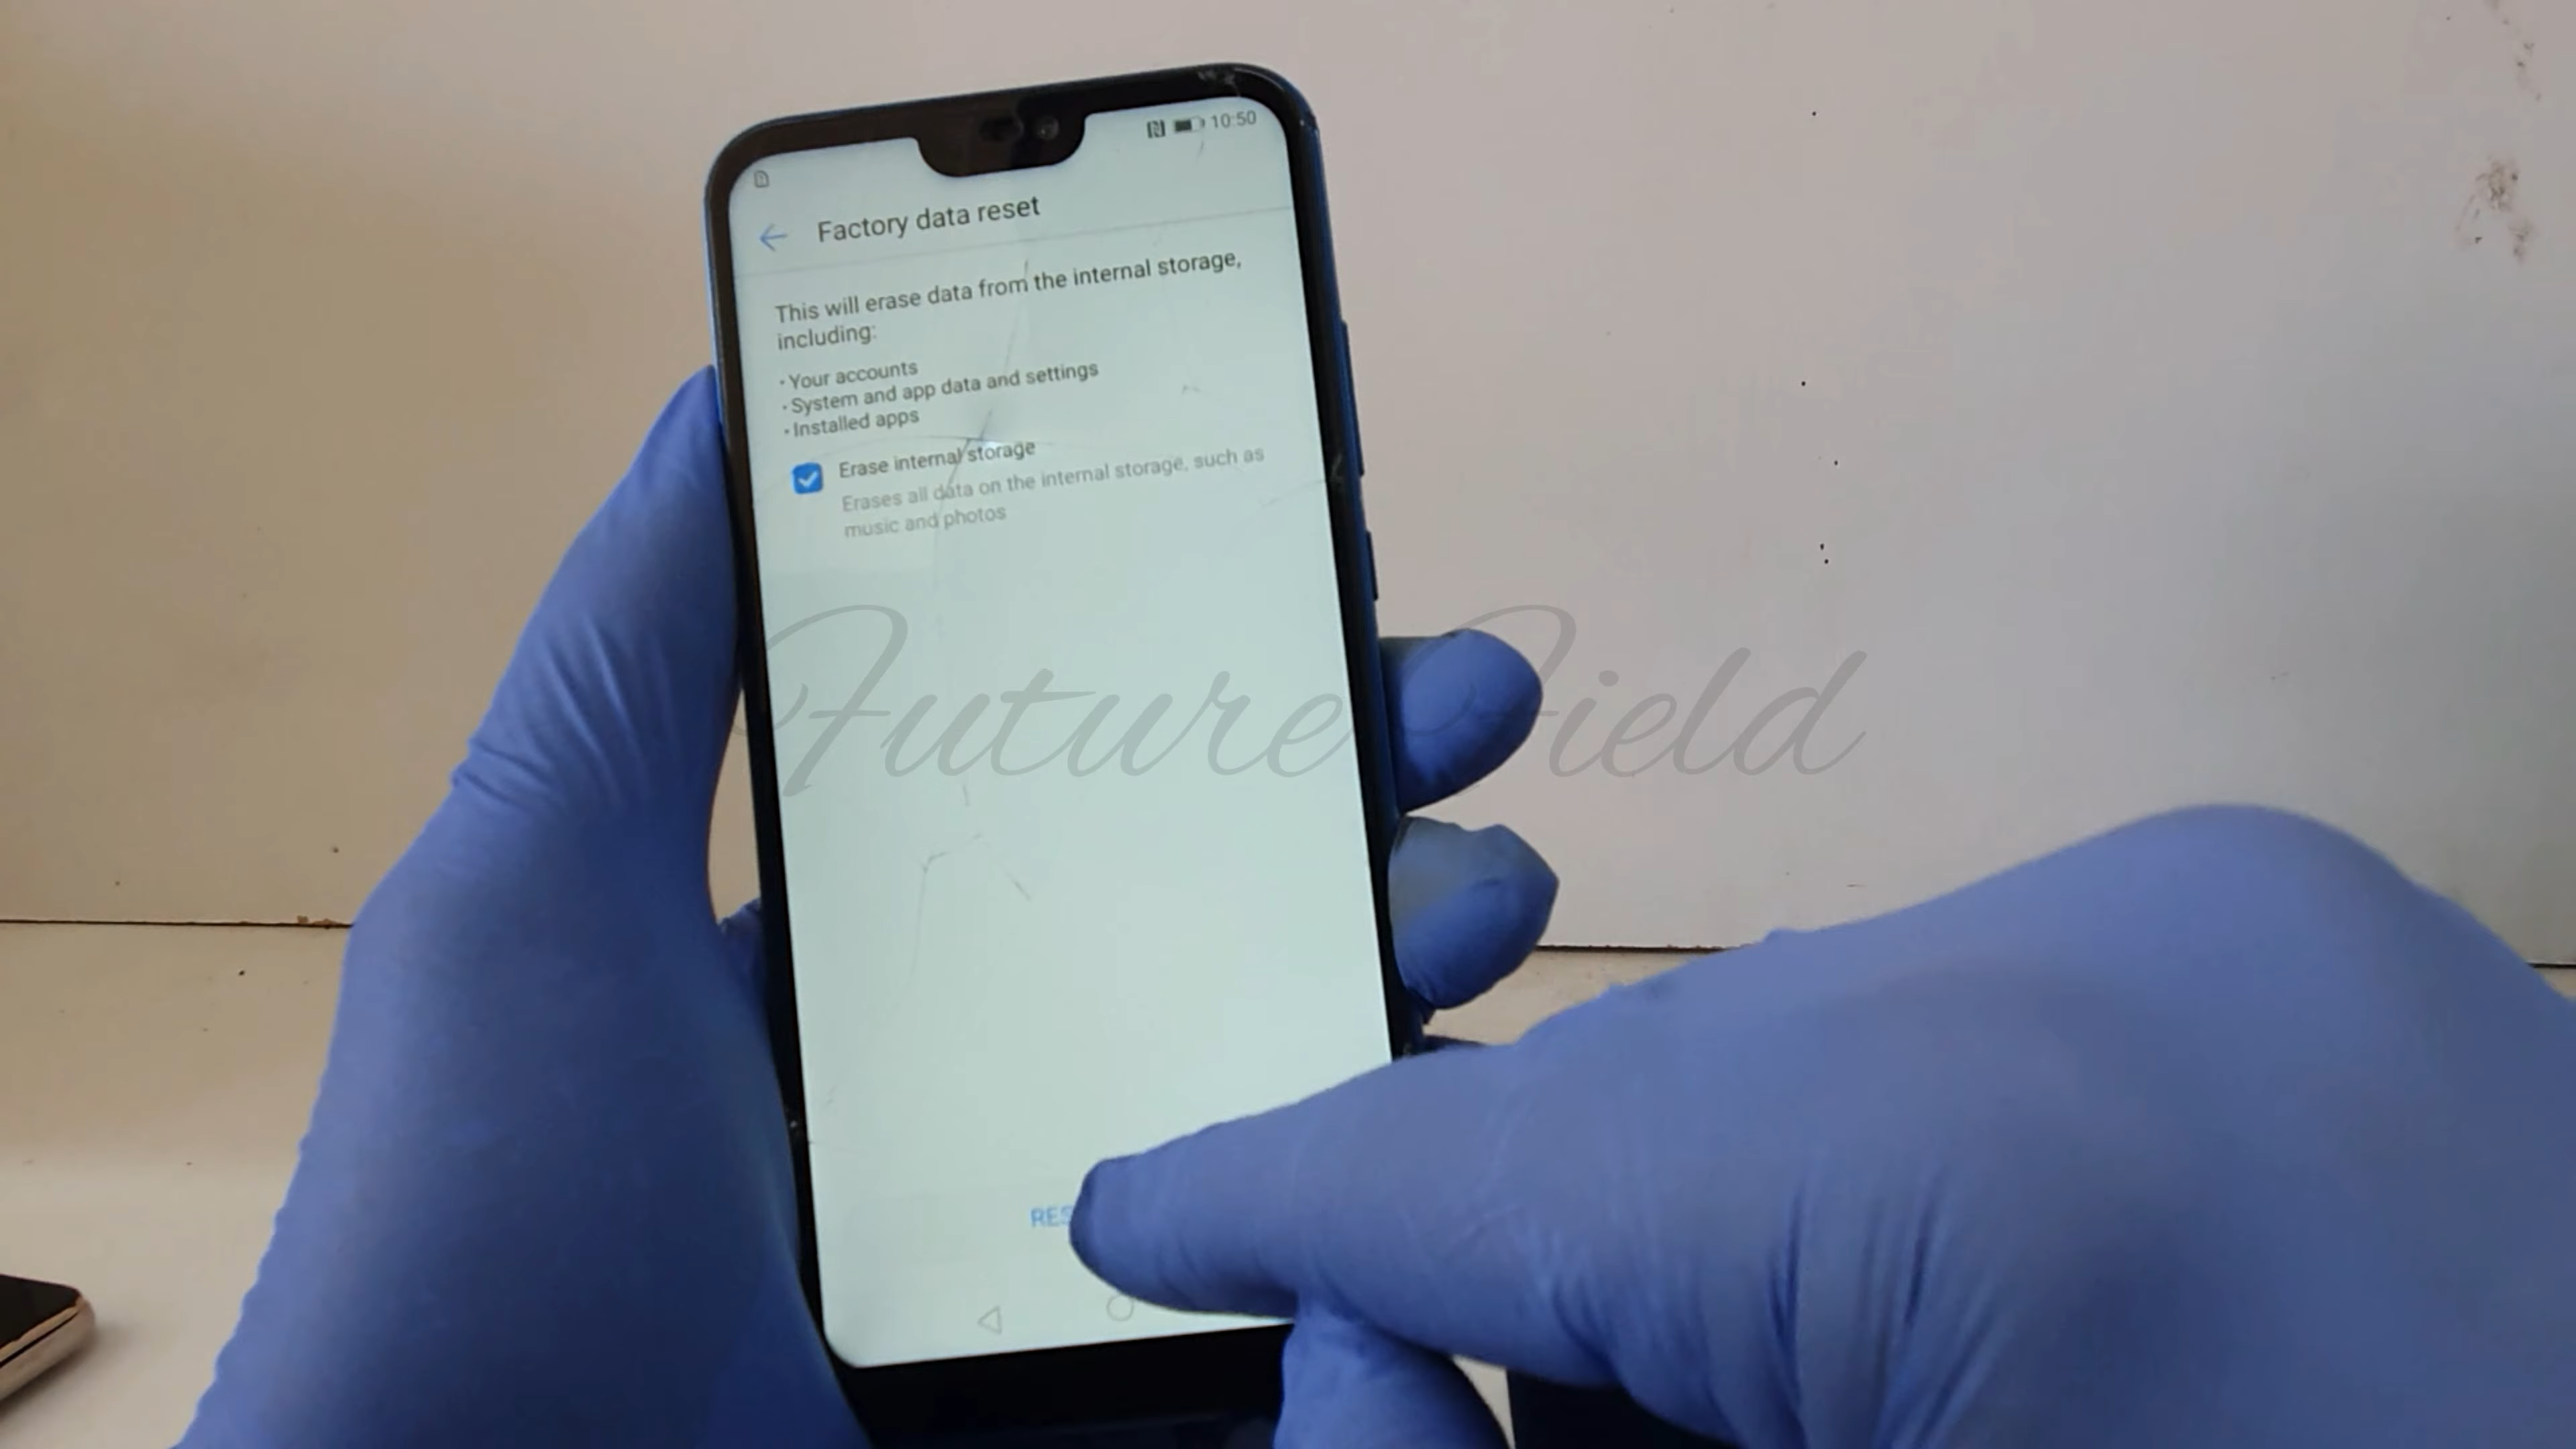 10:50
Factory data reset
This will erase data from the internal storage,
including:
• Your accounts
• System and app data and settings
• Installed apps
Erase internal storage
Erases all data on the internal storage, such as
music and photos
FutureField
RES